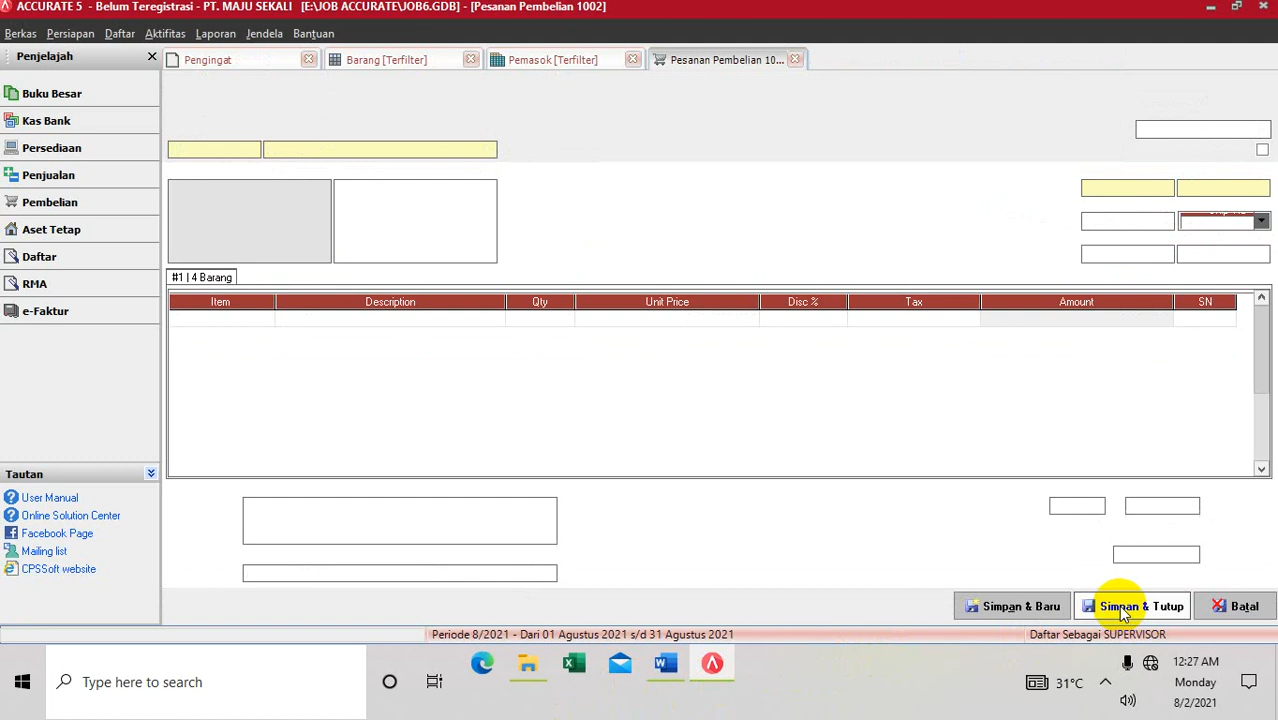 ACCURATE 5 - Belum Teregistrasi - PT. MAJU SEKALI [E:\JOB ACCURATE\JOB6.GDB] - [Pesanan Pembelian 1002]
Berkas Persiapan Daftar Aktifitas Laporan Jendela Bantuan
Penjelajah
Pengingat
Barang [Terfilter]
Pemasok [Terfilter]
Pesanan Pembelian 10...
Buku Besar
Kas Bank
Persediaan
Penjualan
Pembelian
Aset Tetap
Daftar
RMA
e-Faktur
#1 | 4 Barang
Item Description Qty Unit Price Disc % Tax Amount SN
Tautan
User Manual
Online Solution Center
Facebook Page
Mailing list
CPSSoft website
Simpan & Baru
Simpan & Tutup
Batal
Periode 8/2021 - Dari 01 Agustus 2021 s/d 31 Agustus 2021
Daftar Sebagai SUPERVISOR
Type here to search
31°C
12:27 AM
Monday
8/2/2021